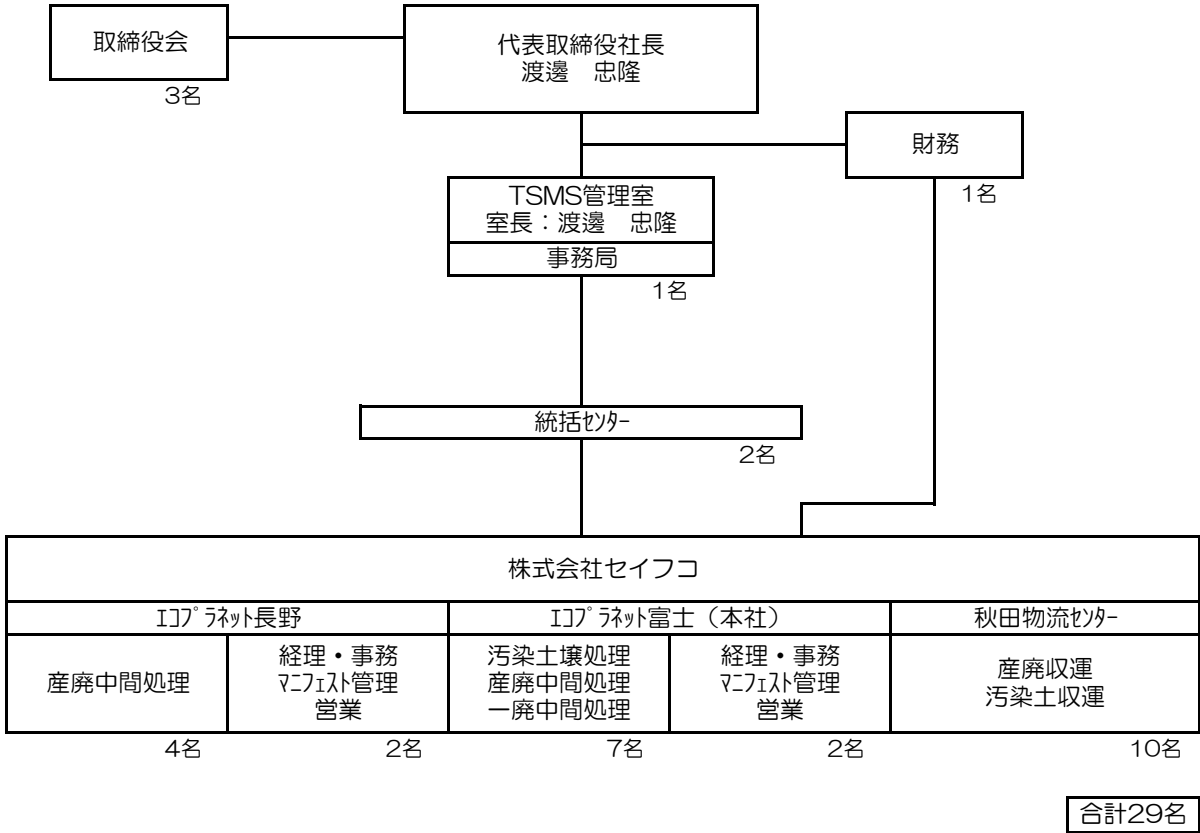 取締役会
3名
代表取締役社長
渡邊　忠隆
財務
1名
TSMS管理室
室長：渡邊　忠隆
事務局
1名
統括ｾﾝﾀｰ
2名
株式会社セイフコ
ｴｺﾌﾟﾗﾈｯﾄ長野
ｴｺﾌﾟﾗﾈｯﾄ富士（本社）
秋田物流ｾﾝﾀｰ
産廃中間処理
4名
経理・事務
ﾏﾆﾌｪｽﾄ管理
営業
2名
汚染土壌処理
産廃中間処理
一廃中間処理
7名
経理・事務
ﾏﾆﾌｪｽﾄ管理
営業
2名
産廃収運
汚染土収運
10名
合計29名